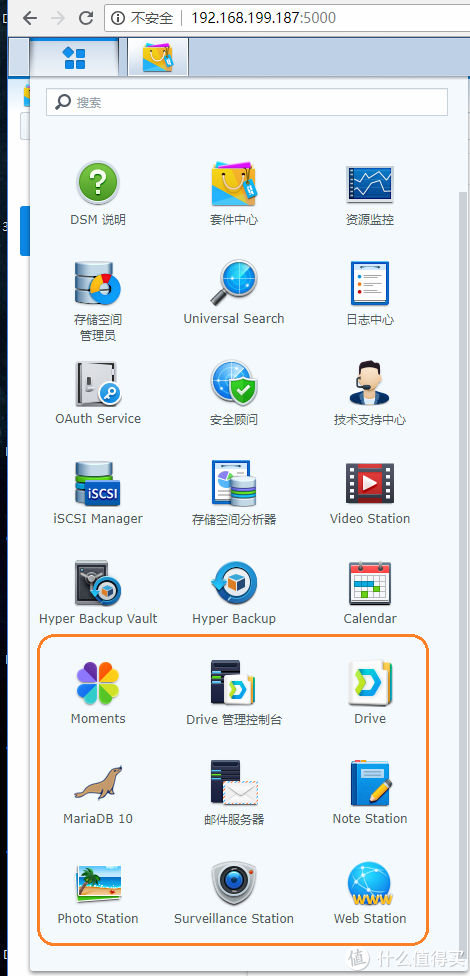 不安全 | 192.168.199.187:5000
搜索
DSM 说明
套件中心
资源监控
存储空间
管理员
Universal Search
日志中心
OAuth Service
安全顾问
技术支持中心
iSCSI
iSCSI Manager
存储空间分析器
Video Station
Hyper Backup Vault
Hyper Backup
Calendar
Moments
Drive 管理控制台
Drive
MariaDB 10
邮件服务器
Note Station
Photo Station
Surveillance Station
WWW
Web Station
值 什么值得买